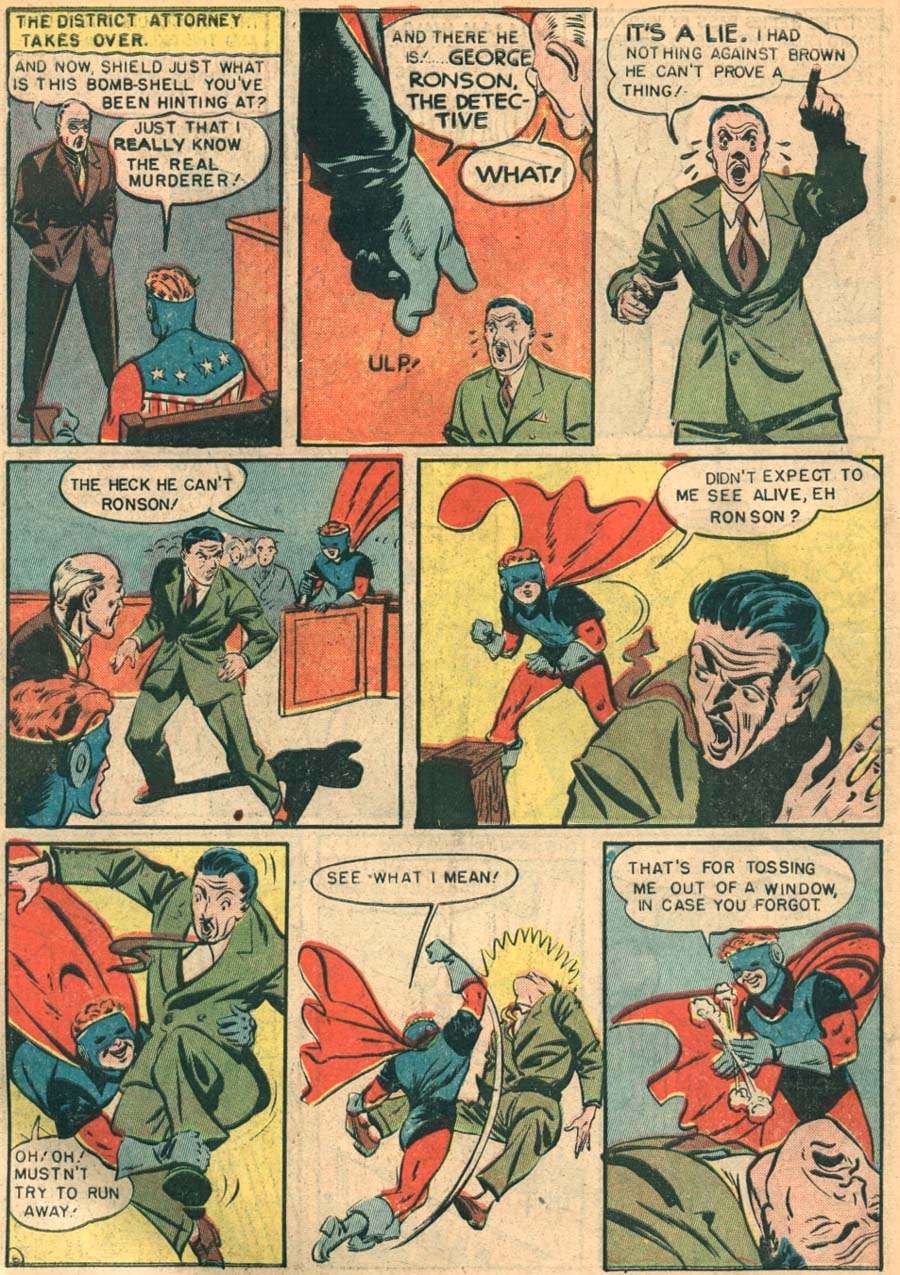 THE DISTRICT ATTORNEY...
TAKES OVER.
AND NOW, SHIELD JUST WHAT
IS THIS BOMB-SHELL YOU'VE
BEEN HINTING AT?
JUST THAT I
REALLY KNOW
THE REAL
MURDERER!
AND THERE HE
IS!....GEORGE
RONSON,
THE DETEC-
TIVE
WHAT!
ULP!
IT'S A LIE. I HAD
NOTHING AGAINST BROWN
HE CAN'T PROVE A
THING!
THE HECK HE CAN'T
RONSON!
DIDN'T EXPECT TO
ME SEE ALIVE, EH
RONSON?
OH! OH!
MUSTN'T
TRY TO RUN
AWAY!
SEE WHAT I MEAN!
THAT'S FOR TOSSING
ME OUT OF A WINDOW,
IN CASE YOU FORGOT.